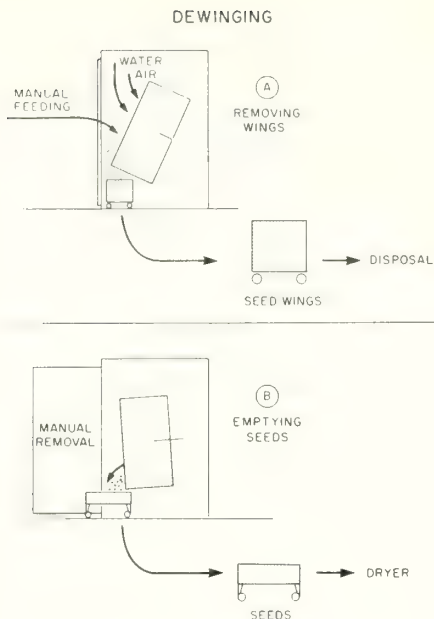 DEWINGING
WATER
AIR
MANUAL
FEEDING
A
REMOVING
WINGS
DISPOSAL
SEED WINGS
B
EMPTYING
SEEDS
MANUAL
REMOVAL
DRYER
SEEDS